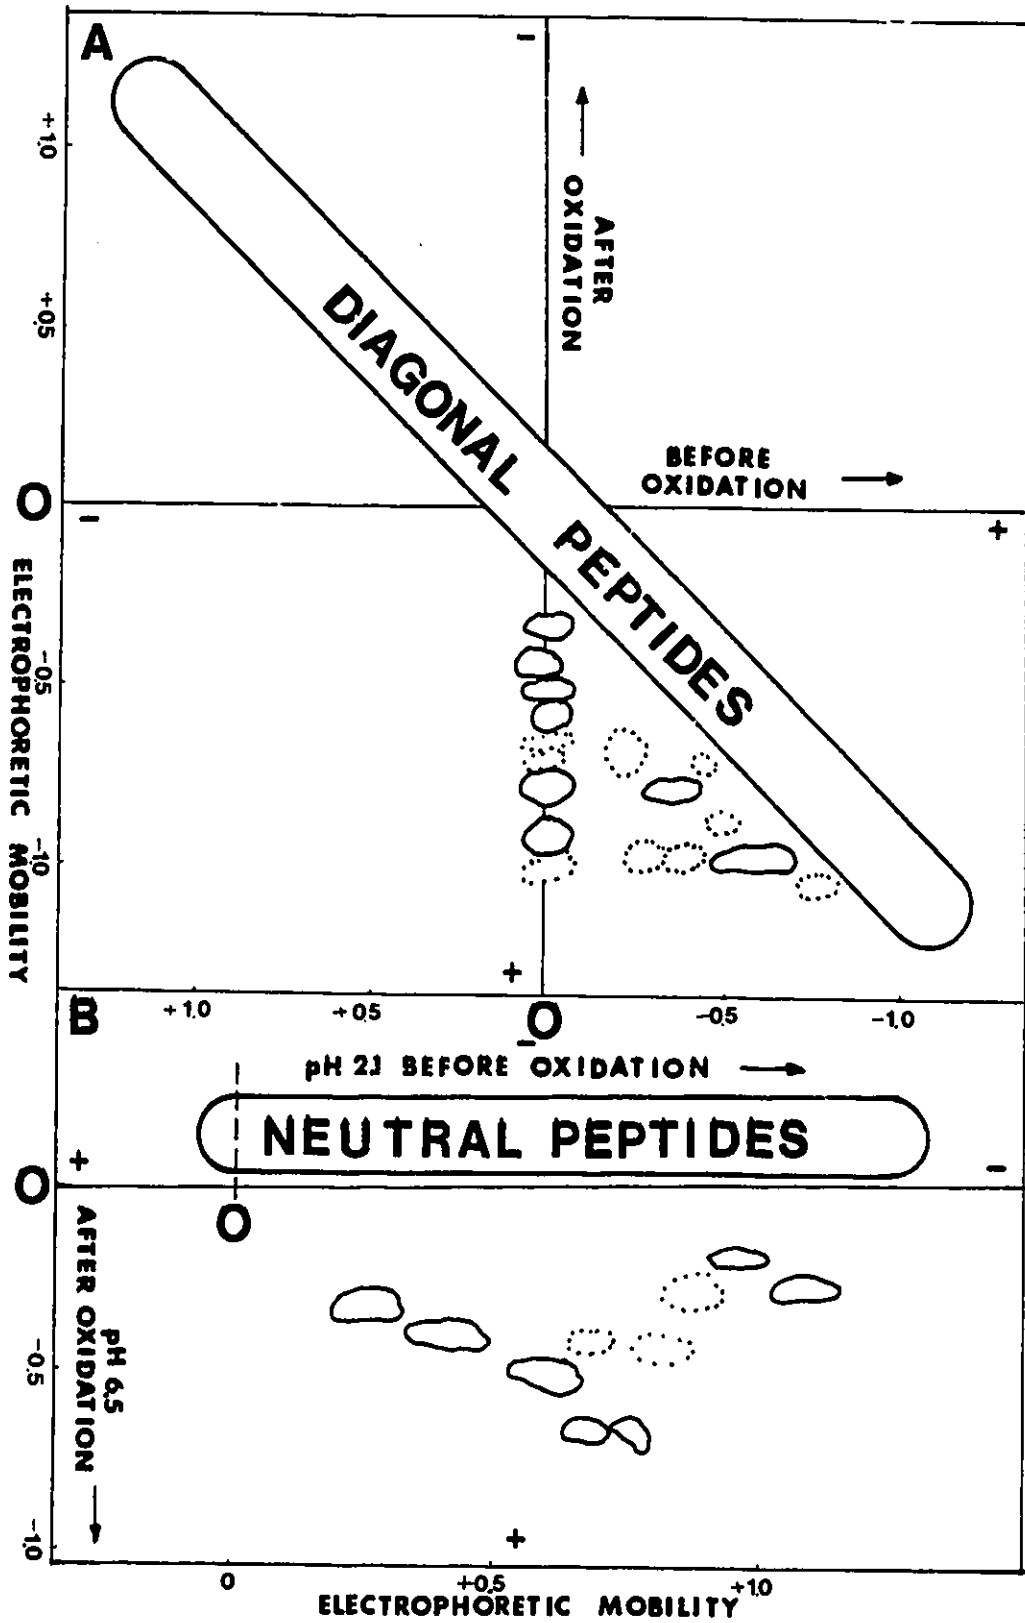 A
−
AFTER
OXIDATION
+1.0
+0.5
DIAGONAL PEPTIDES
BEFORE
OXIDATION
O
−
+
ELECTROPHORETIC MOBILITY
−0.5
−1.0
+
+1.0
+0.5
O
−0.5
−1.0
B
−
pH 2.1 BEFORE OXIDATION
NEUTRAL PEPTIDES
+
−
O
O
pH 6.5
AFTER OXIDATION
−0.5
−1.0
+
0
+0.5
+1.0
ELECTROPHORETIC MOBILITY